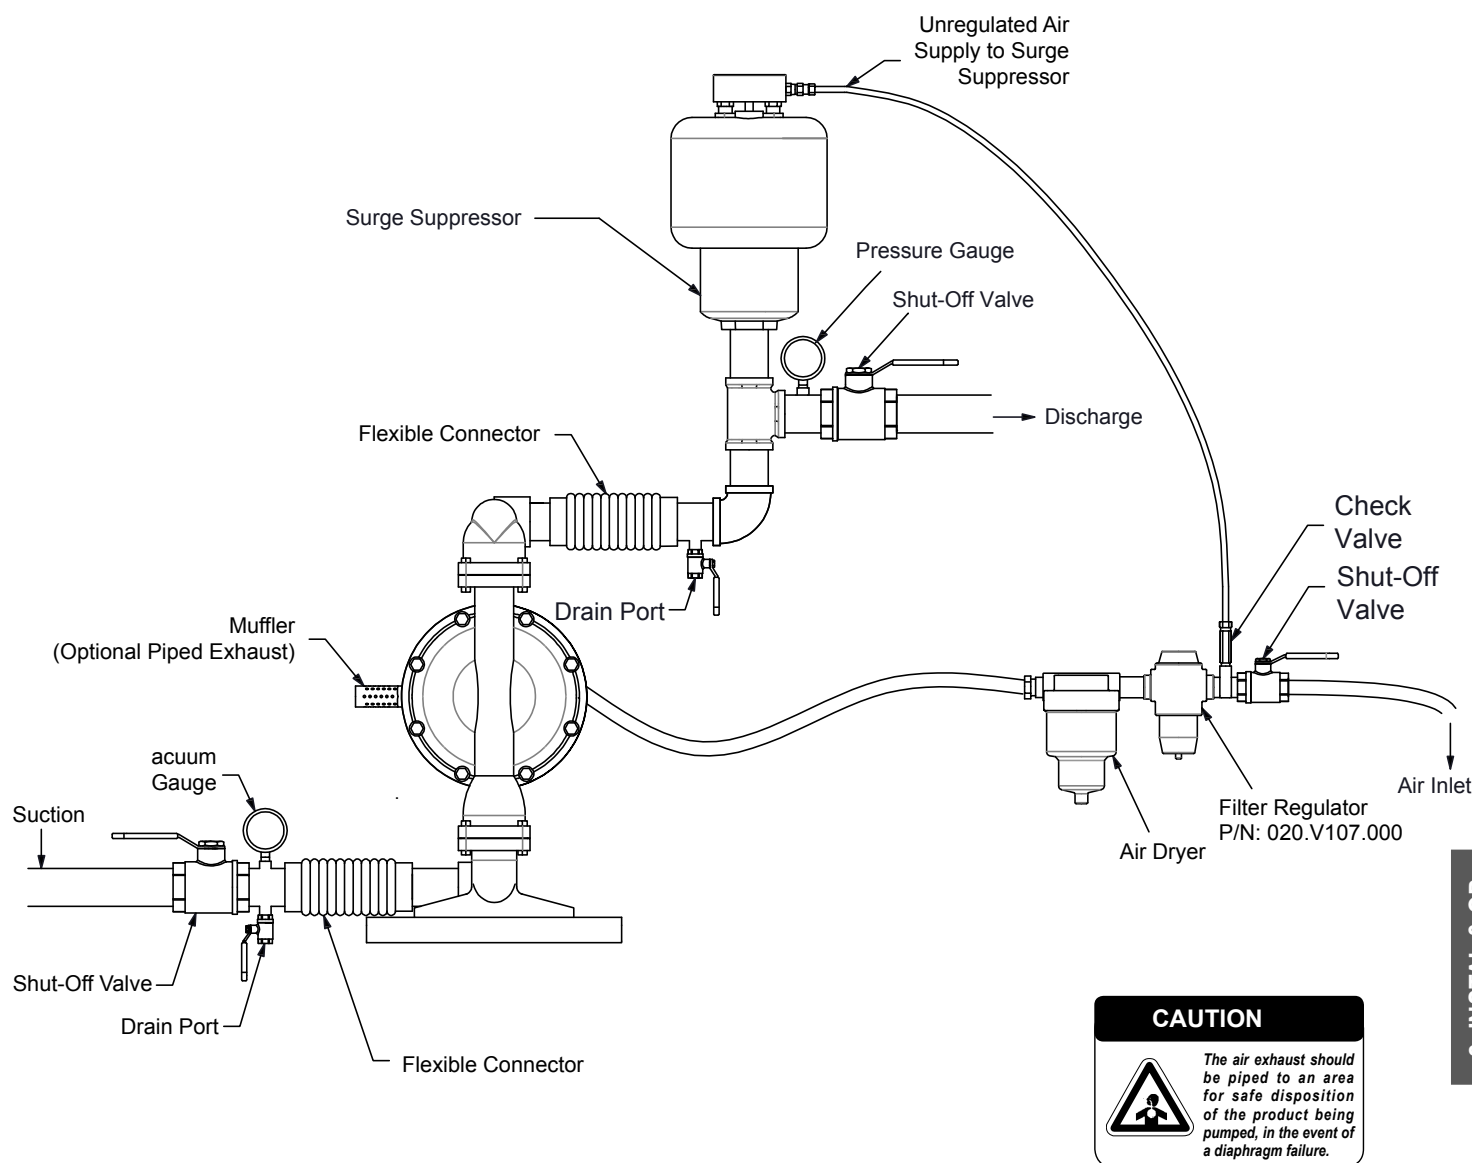 Unregulated Air
Supply to Surge
Suppressor
Surge Suppressor
Pressure Gauge
Shut-Off Valve
Discharge
Flexible Connector
Check
Valve
Shut-Off
Valve
Drain Port
Muffler
(Optional Piped Exhaust)
acuum
Gauge
Suction
Air Inlet
Filter Regulator
P/N: 020.V107.000
Air Dryer
Shut-Off Valve
Drain Port
Flexible Connector
CAUTION
The air exhaust should
be piped to an area
for safe disposition
of the product being
pumped, in the event of
a diaphragm failure.